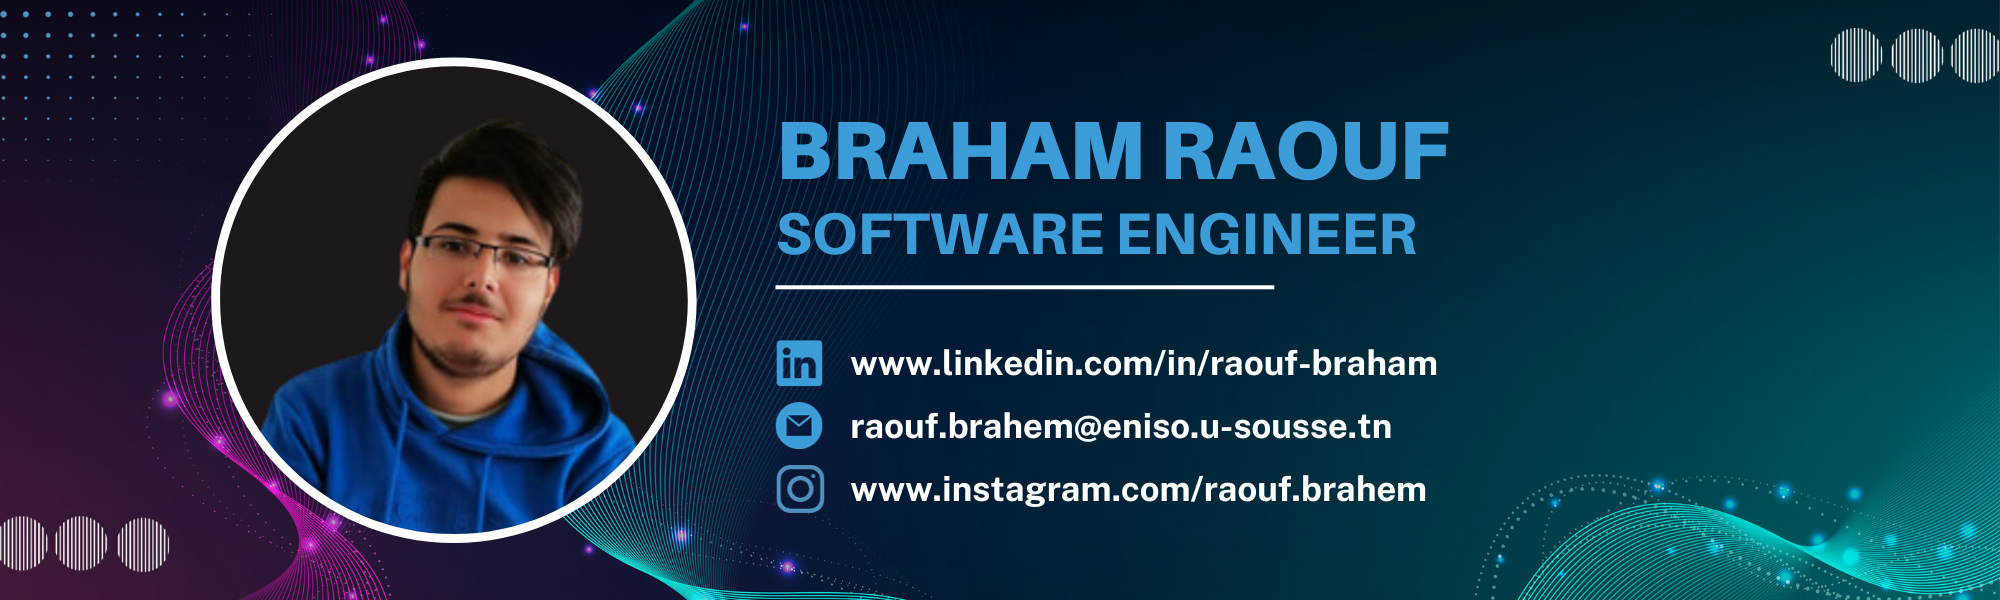 BRAHAM RAOUF
SOFTWARE ENGINEER
in www.linkedin.com/in/raouf-braham
raouf.brahem@eniso.u-sousse.tn
www.instagram.com/raouf.brahem